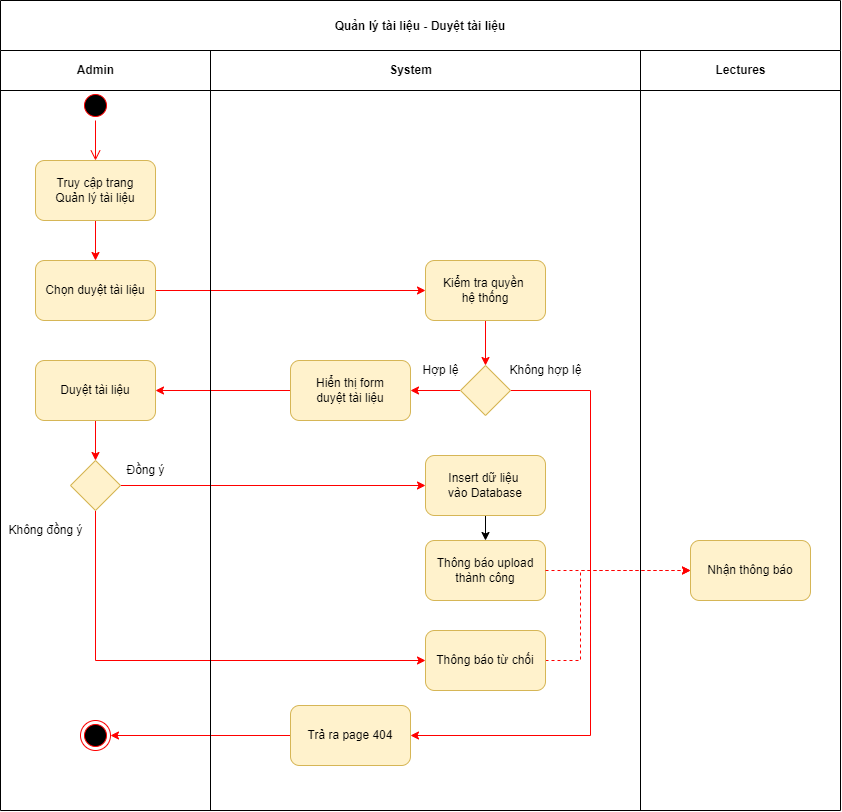 Quản lý tài liệu - Duyệt tài liệu
Admin
System
Lectures
Truy cập trang
Quản lý tài liệu
Chọn duyệt tài liệu
Kiểm tra quyền
hệ thống
Hợp lệ
Không hợp lệ
Hiển thị form
duyệt tài liệu
Duyệt tài liệu
Đồng ý
Insert dữ liệu
vào Database
Không đồng ý
Thông báo upload
thành công
Nhận thông báo
Thông báo từ chối
Trả ra page 404